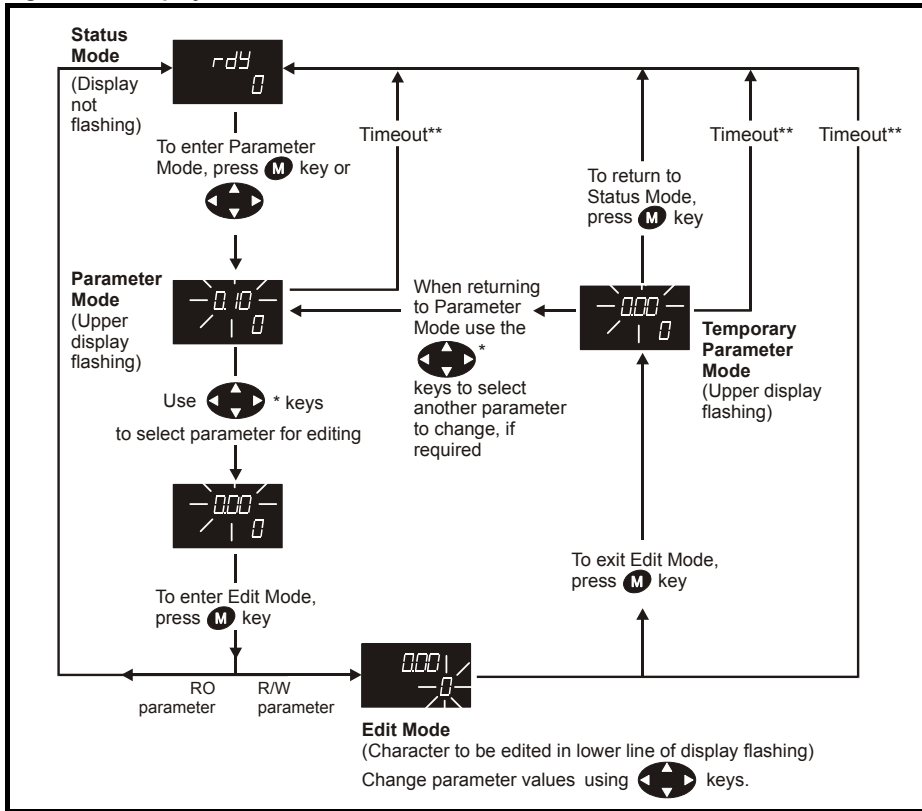 Status
Mode
(Display
not
flashing)
rdy
0
To enter Parameter
Mode, press M key or
Timeout**
Timeout**
Timeout**
To return to
Status Mode,
press M key
Parameter
Mode
(Upper
display
flashing)
0.10
0
When returning
to Parameter
Mode use the
*
keys to select
another parameter
to change, if
required
0.00
0
Temporary
Parameter
Mode
(Upper display
flashing)
Use * keys
to select parameter for editing
0.00
0
To enter Edit Mode,
press M key
To exit Edit Mode,
press M key
RO
parameter
R/W
parameter
0.00
0
Edit Mode
(Character to be edited in lower line of display flashing)
Change parameter values using keys.